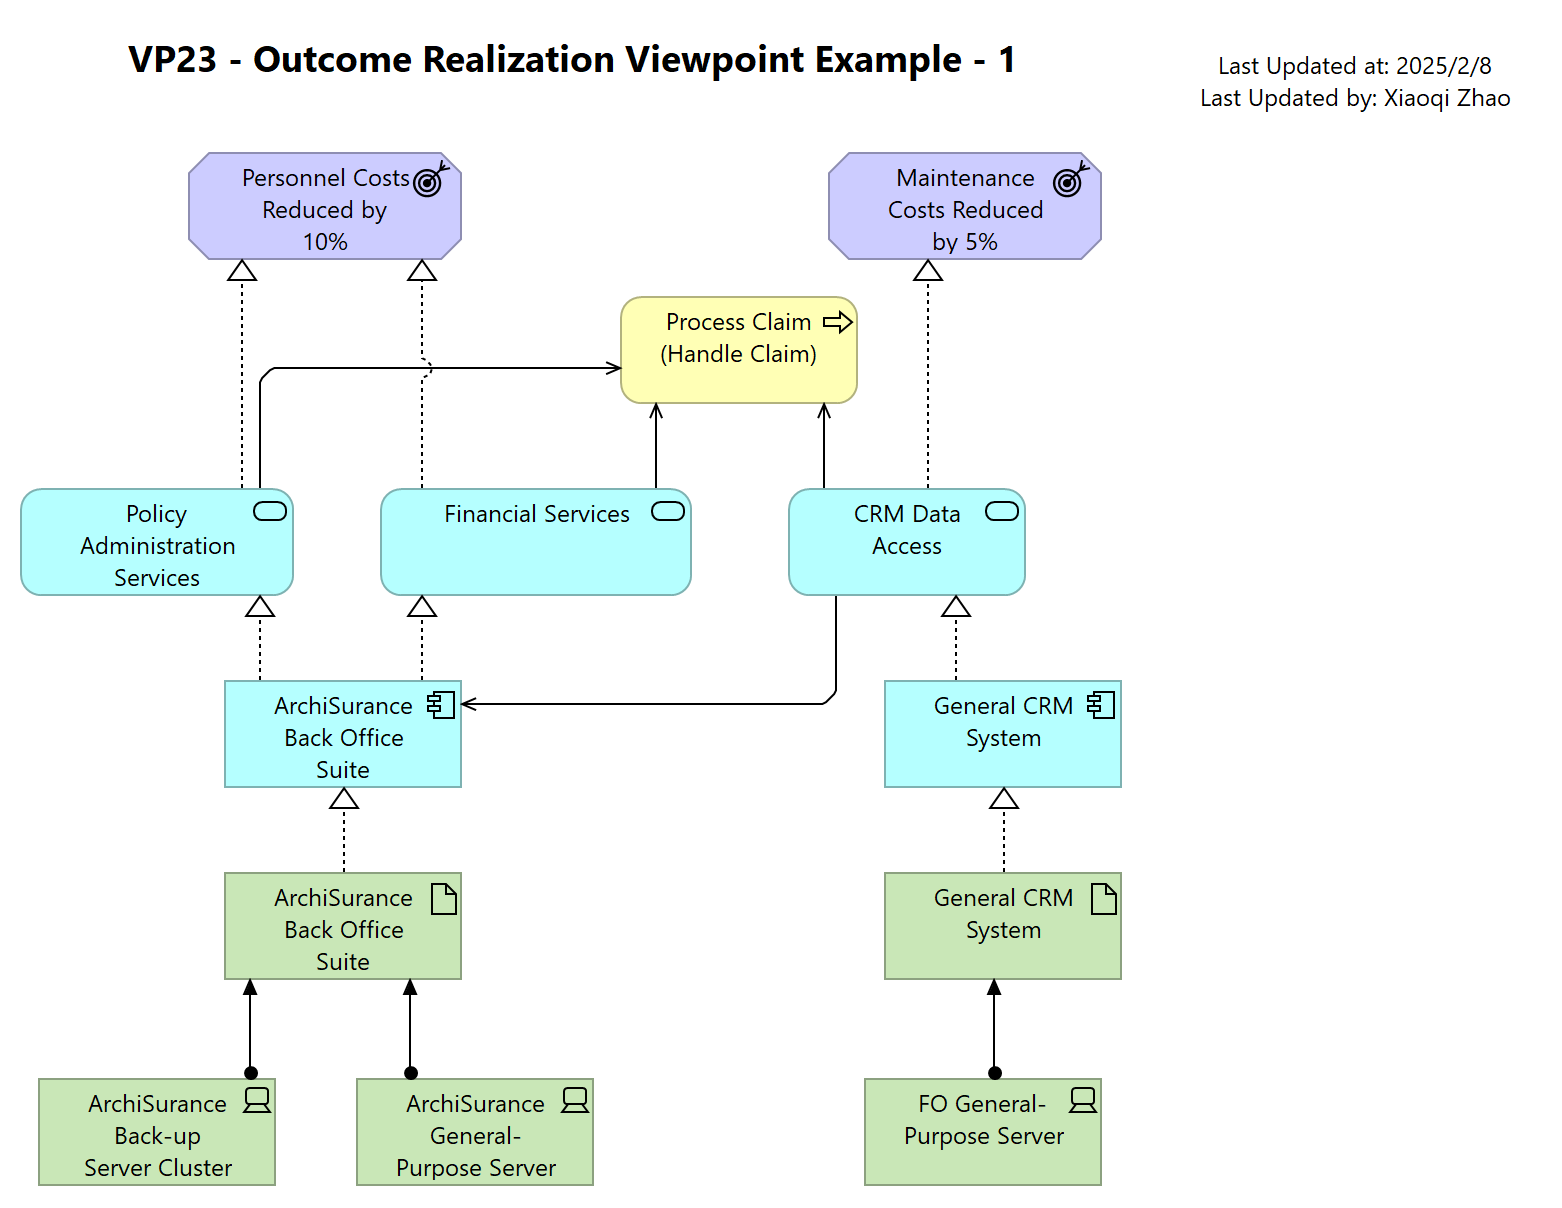 VP23 - Outcome Realization Viewpoint Example - 1
Last Updated at: 2025/2/8
Last Updated by: Xiaoqi Zhao
Personnel Costs
Reduced by
10%
Maintenance
Costs Reduced
by 5%
Process Claim
(Handle Claim)
Policy
Administration
Services
Financial Services
CRM Data
Access
ArchiSurance
Back Office
Suite
General CRM
System
ArchiSurance
Back Office
Suite
General CRM
System
ArchiSurance
Back-up
Server Cluster
ArchiSurance
General-
Purpose Server
FO General-
Purpose Server